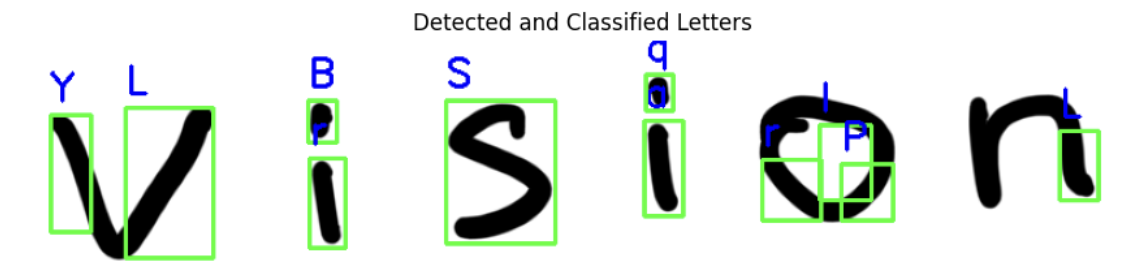 Detected and Classified Letters
Y L B S q l
r a r P L
Vision